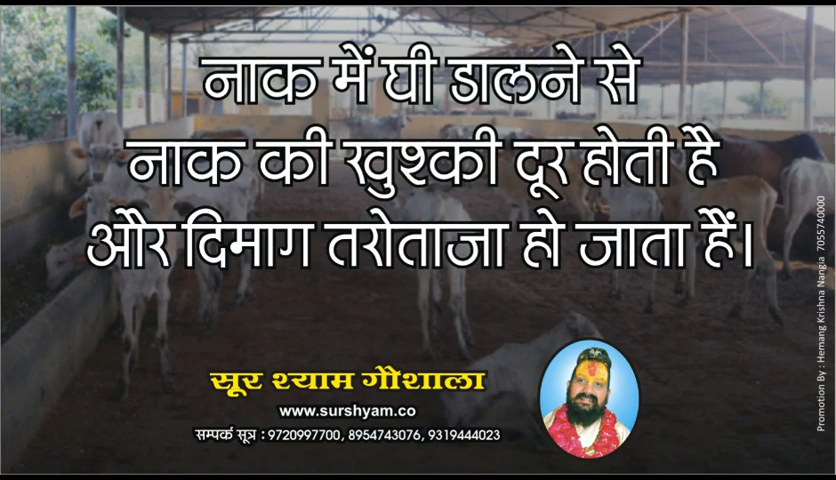 नाक में घी डालने से
नाक की खुश्की दूर होती है
और दिमाग तरोताजा हो जाता हैं।
सूर श्याम गौशाला
www.surshyam.co
सम्पर्क सूत्र : 9720997700, 8954743076, 9319444023
Promotion By : Hemang Krishna Nangia 7055740000